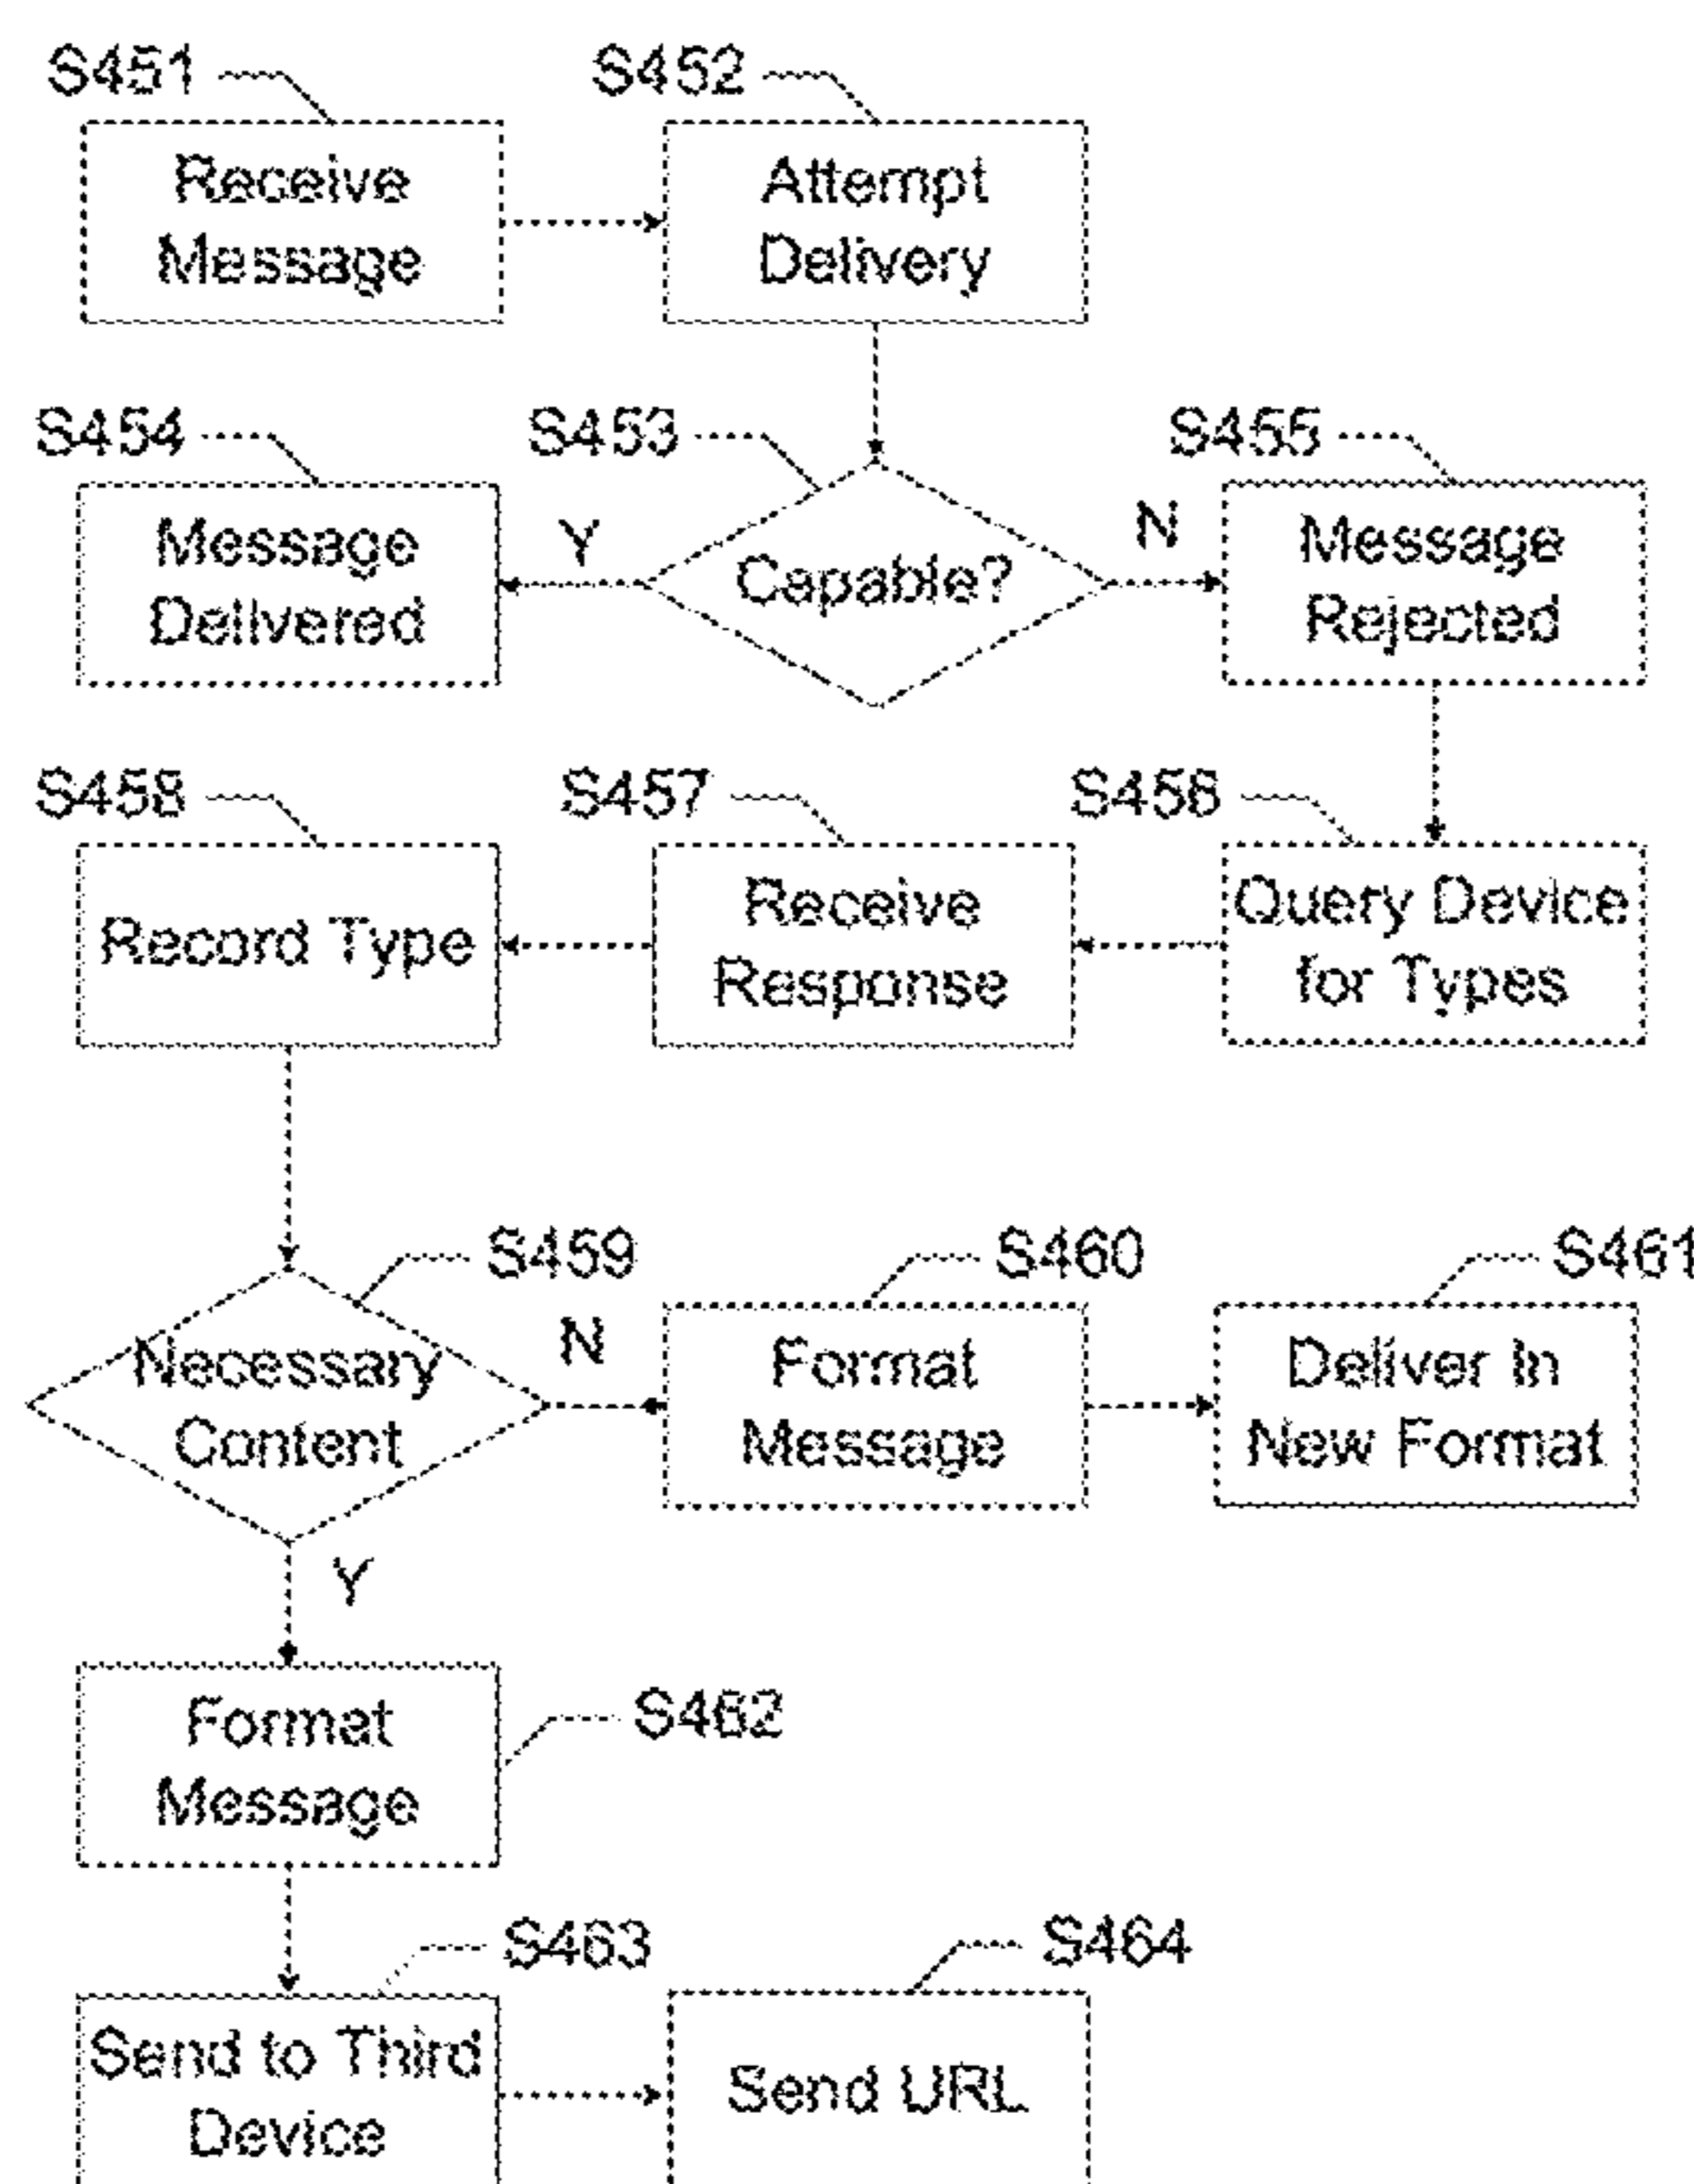 S451
S452
Receive
Message
Attempt
Delivery
S454
S453
S455
Message
Delivered
Y
Capable?
N
Message
Rejected
S458
S457
S456
Record Type
Receive
Response
Query Device
for Types
S459
S460
S461
Necessary
Content
N
Format
Message
Deliver In
New Format
Y
Format
Message
S462
S463
S464
Send to Third
Device
Send URL